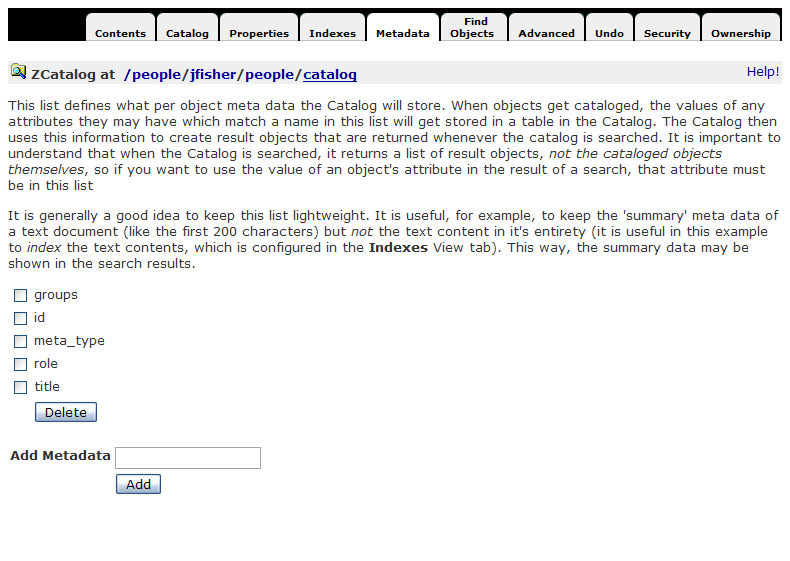 Contents Catalog Properties Indexes Metadata Find Objects Advanced Undo Security Ownership
ZCatalog at /people/jfisher/people/catalog Help!
This list defines what per object meta data the Catalog will store. When objects get cataloged, the values of any
attributes they may have which match a name in this list will get stored in a table in the Catalog. The Catalog then
uses this information to create result objects that are returned whenever the catalog is searched. It is important to
understand that when the Catalog is searched, it returns a list of result objects, not the cataloged objects
themselves, so if you want to use the value of an object's attribute in the result of a search, that attribute must
be in this list
It is generally a good idea to keep this list lightweight. It is useful, for example, to keep the 'summary' meta data of
a text document (like the first 200 characters) but not the text content in it's entirety (it is useful in this example
to index the text contents, which is configured in the Indexes View tab). This way, the summary data may be
shown in the search results.
groups
id
meta_type
role
title
Delete
Add Metadata
Add